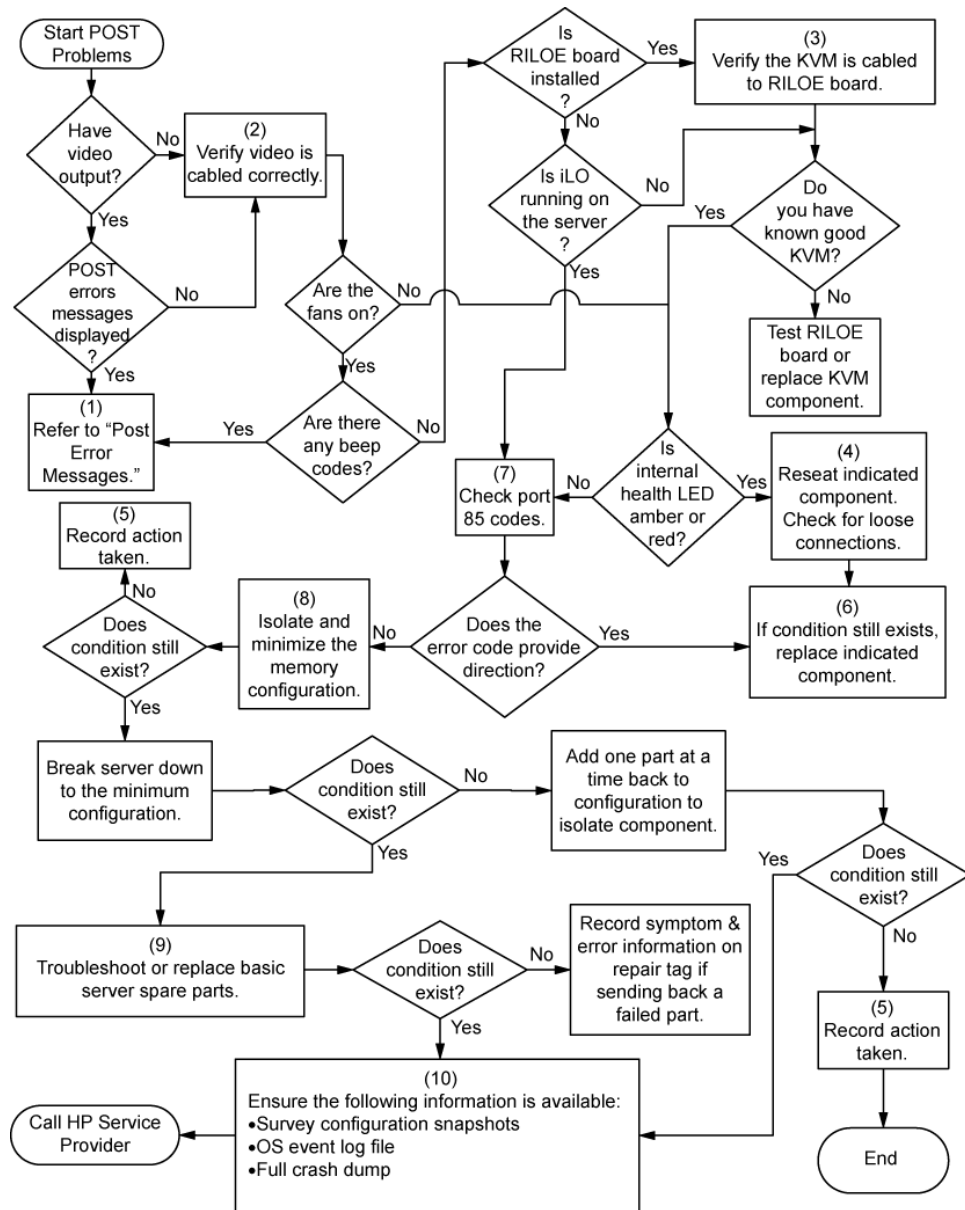 Start POST
Problems
Have
video
output?
No
Yes
(2)
Verify video is
cabled correctly.
POST
errors
messages
displayed
?
No
Yes
(1)
Refer to “Post
Error
Messages.”
Are the
fans on?
No
Yes
Are there
any beep
codes?
Yes
No
Is
RILOE board
installed
?
Yes
No
(3)
Verify the KVM is cabled
to RILOE board.
Is iLO
running on
the server
?
No
Yes
Do
you have
known good
KVM?
Yes
No
Test RILOE
board or
replace KVM
component.
Is
internal
health LED
amber or
red?
No
Yes
(4)
Reseat indicated
component.
Check for loose
connections.
(7)
Check port
85 codes.
(5)
Record action
taken.
No
Does
condition still
exist?
Yes
(8)
Isolate and
minimize the
memory
configuration.
No
Does the
error code provide
direction?
Yes
(6)
If condition still exists,
replace indicated
component.
Break server down
to the minimum
configuration.
Does
condition still
exist?
No
Yes
Add one part at a
time back to
configuration to
isolate component.
Does
condition still
exist?
Yes
No
(9)
Troubleshoot or replace basic
server spare parts.
Does
condition still
exist?
No
Yes
Record symptom &
error information on
repair tag if
sending back a
failed part.
(5)
Record action
taken.
End
(10)
Ensure the following information is available:
•Survey configuration snapshots
•OS event log file
•Full crash dump
Call HP Service
Provider